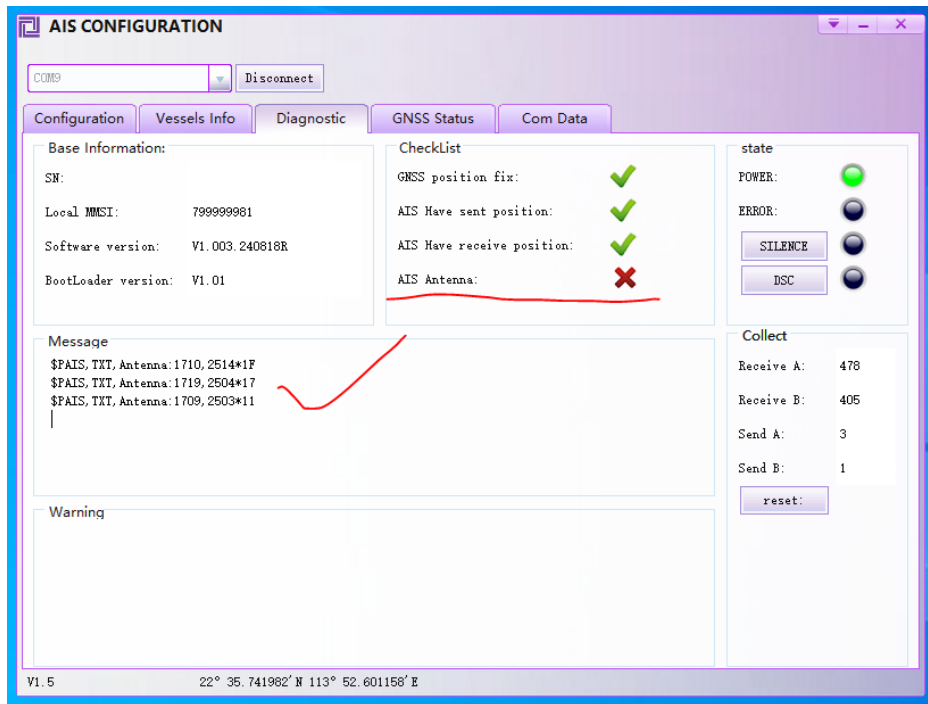 AIS CONFIGURATION
COM9
Disconnect
Configuration
Vessels Info
Diagnostic
GNSS Status
Com Data
Base Information:
SN:
Local MMSI: 799999981
Software version: V1.003.240818R
BootLoader version: V1.01
CheckList
GNSS position fix:
AIS Have sent position:
AIS Have receive position:
AIS Antenna:
state
POWER:
ERROR:
SILENCE
DSC
Message
$PAIS,TXT,Antenna:1710,2514*1F
$PAIS,TXT,Antenna:1719,2504*17
$PAIS,TXT,Antenna:1709,2503*11
Collect
Receive A: 478
Receive B: 405
Send A: 3
Send B: 1
reset:
Warning
V1.5
22° 35.741982′N 113° 52.601158′E